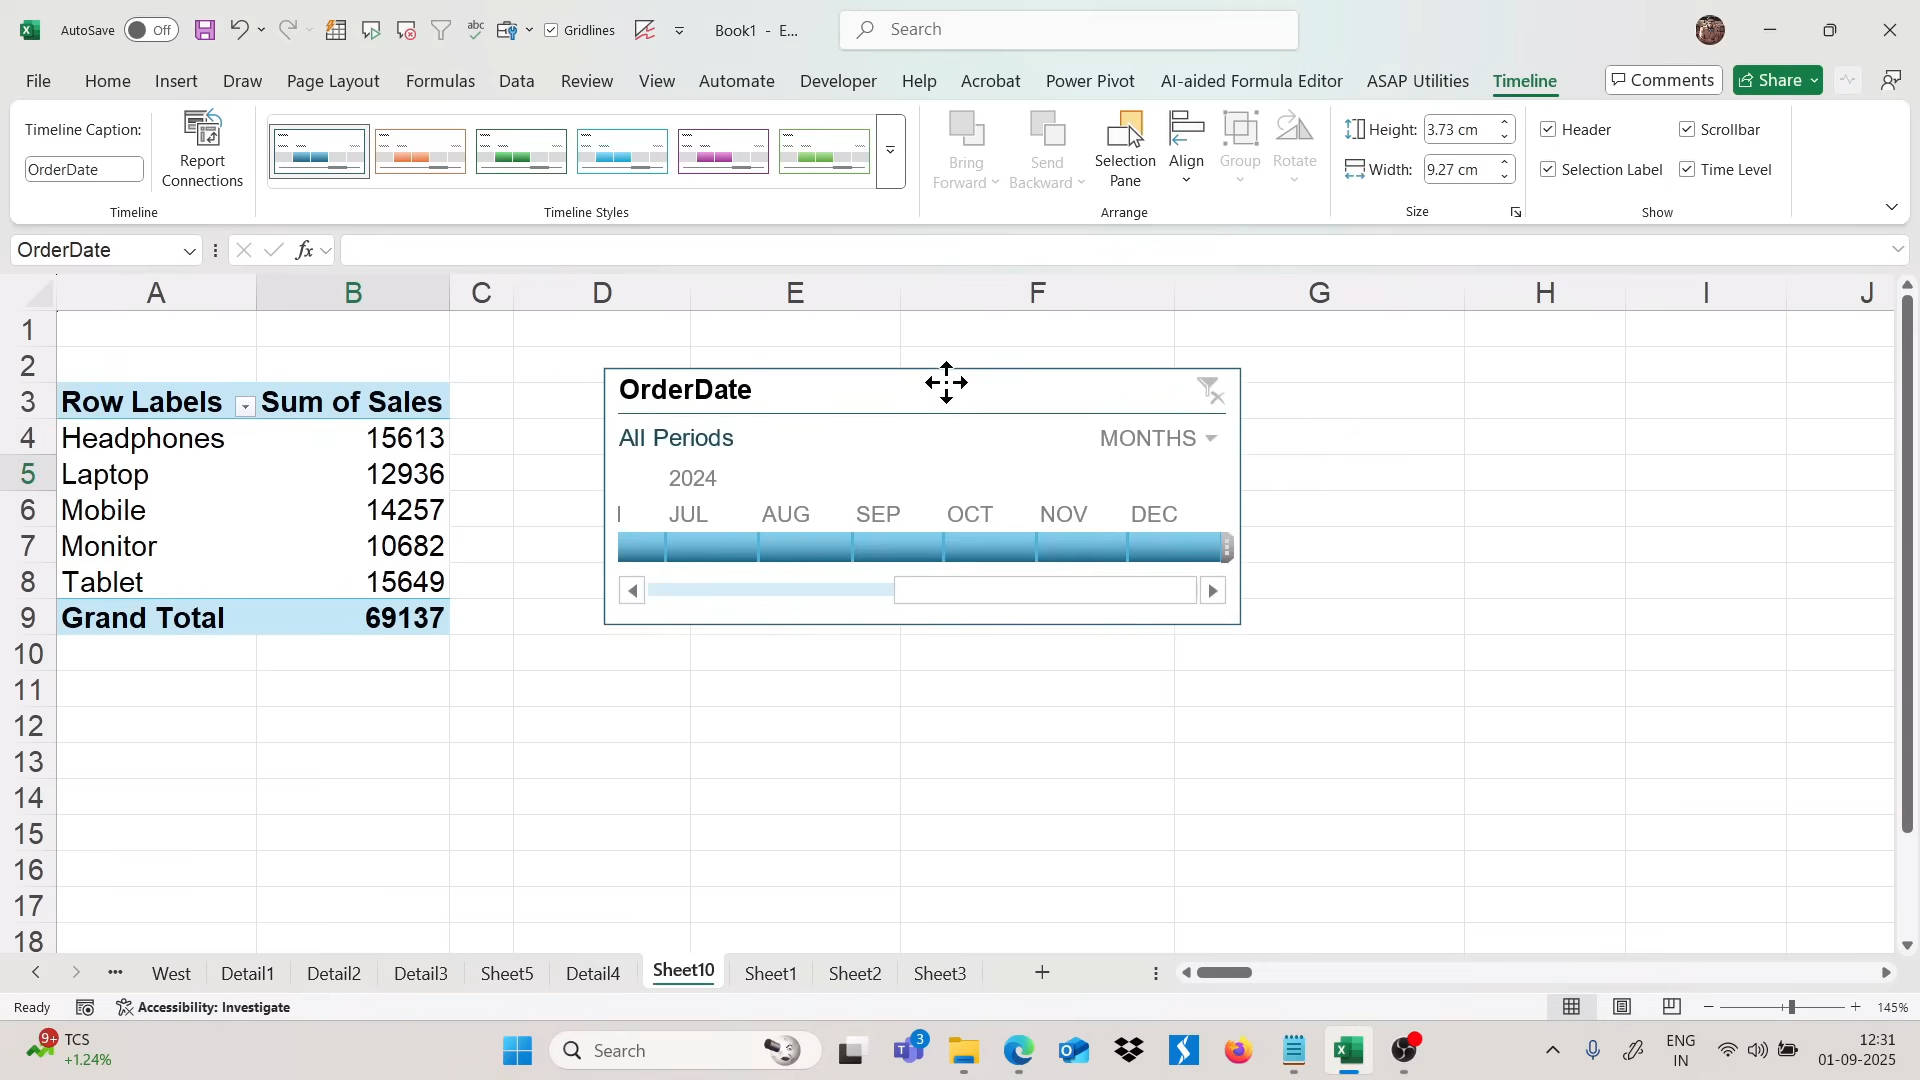 AutoSave Off Gridlines Book1 - E... Search
File Home Insert Draw Page Layout Formulas Data Review View Automate Developer Help Acrobat Power Pivot AI-aided Formula Editor ASAP Utilities Timeline Comments Share
Timeline Caption:
OrderDate
Report
Connections
Timeline
Timeline Styles
Bring
Forward
Send
Backward
Selection
Pane
Align
Group
Rotate
Arrange
Height: 3.73 cm
Width: 9.27 cm
Size
Header
Scrollbar
Selection Label
Time Level
Show
OrderDate fx
A B C D E F G H I J
1
2
3 Row Labels Sum of Sales
4 Headphones 15613
5 Laptop 12936
6 Mobile 14257
7 Monitor 10682
8 Tablet 15649
9 Grand Total 69137
10
11
12
13
14
15
16
17
18
OrderDate
All Periods MONTHS
2024
JUL AUG SEP OCT NOV DEC
West Detail1 Detail2 Detail3 Sheet5 Detail4 Sheet10 Sheet1 Sheet2 Sheet3
Ready Accessibility: Investigate 145%
9+ TCS
+1.24%
Search
3
ENG
IN
12:31
01-09-2025